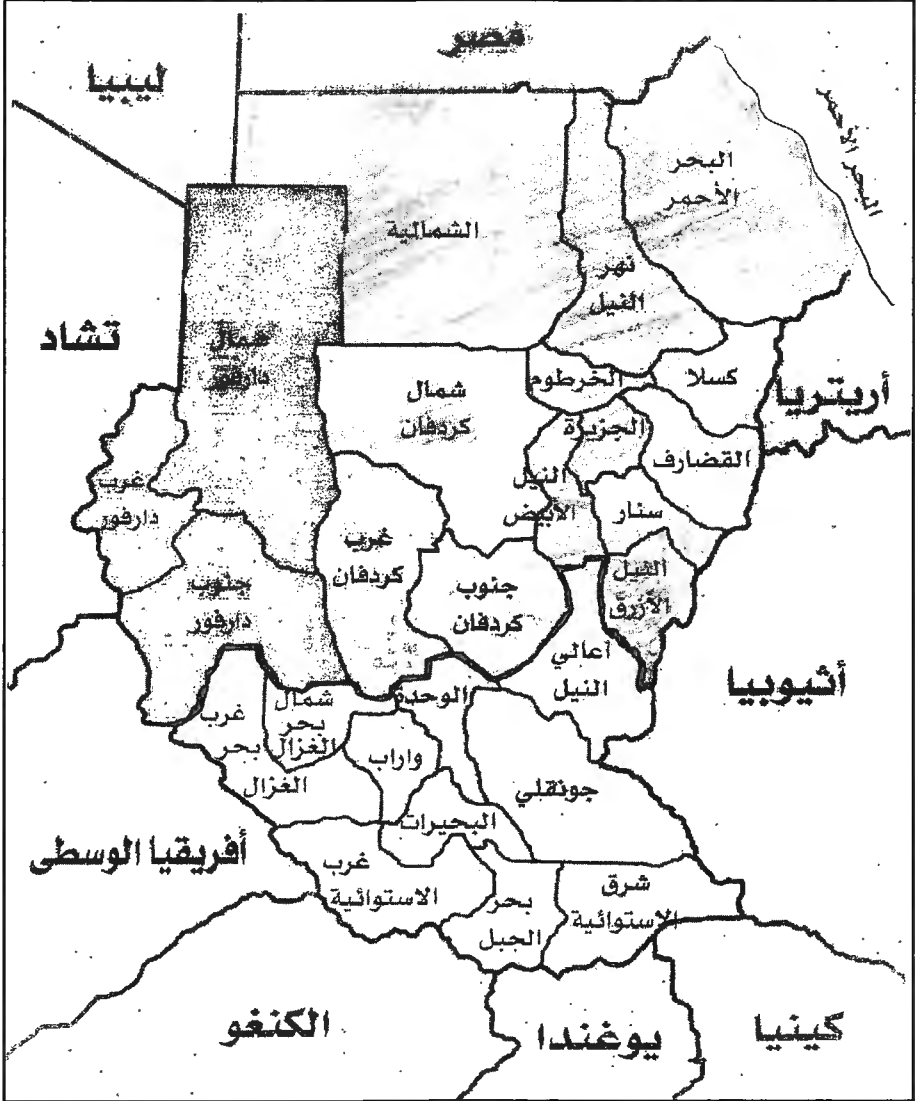 مصر
ليبيا
البحر الأحمر
البحر
الأحمر
الشمالية
نهر
النيل
تشاد
شمال
دارفور
كسلا
الخرطوم
أريتريا
شمال
كردفان
الجزيرة
القضارف
النيل
الأبيض
سنار
غرب
دارفور
غرب
كردفان
النيل
الأزرق
جنوب
دارفور
جنوب
كردفان
أعالي
النيل
أثيوبيا
الوحدة
شمال
بحر
الغزال
غرب
بحر
الغزال
واراب
جونقلي
البحيرات
أفريقيا الوسطى
غرب
الاستوائية
شرق
الاستوائية
بحر
الجبل
الكنغو
يوغندا
كينيا